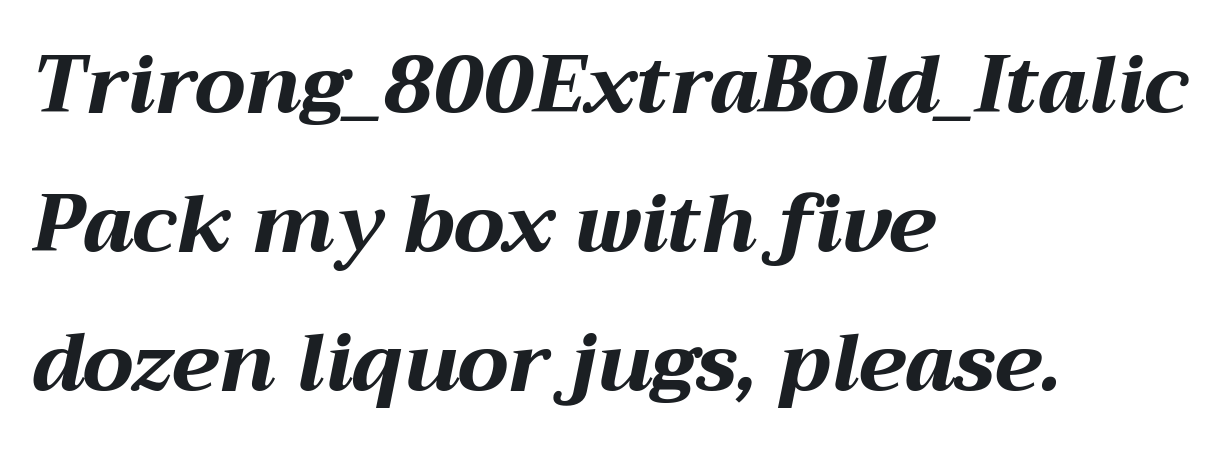 Trirong_800ExtraBold_Italic
Pack my box with five
dozen liquor jugs, please.